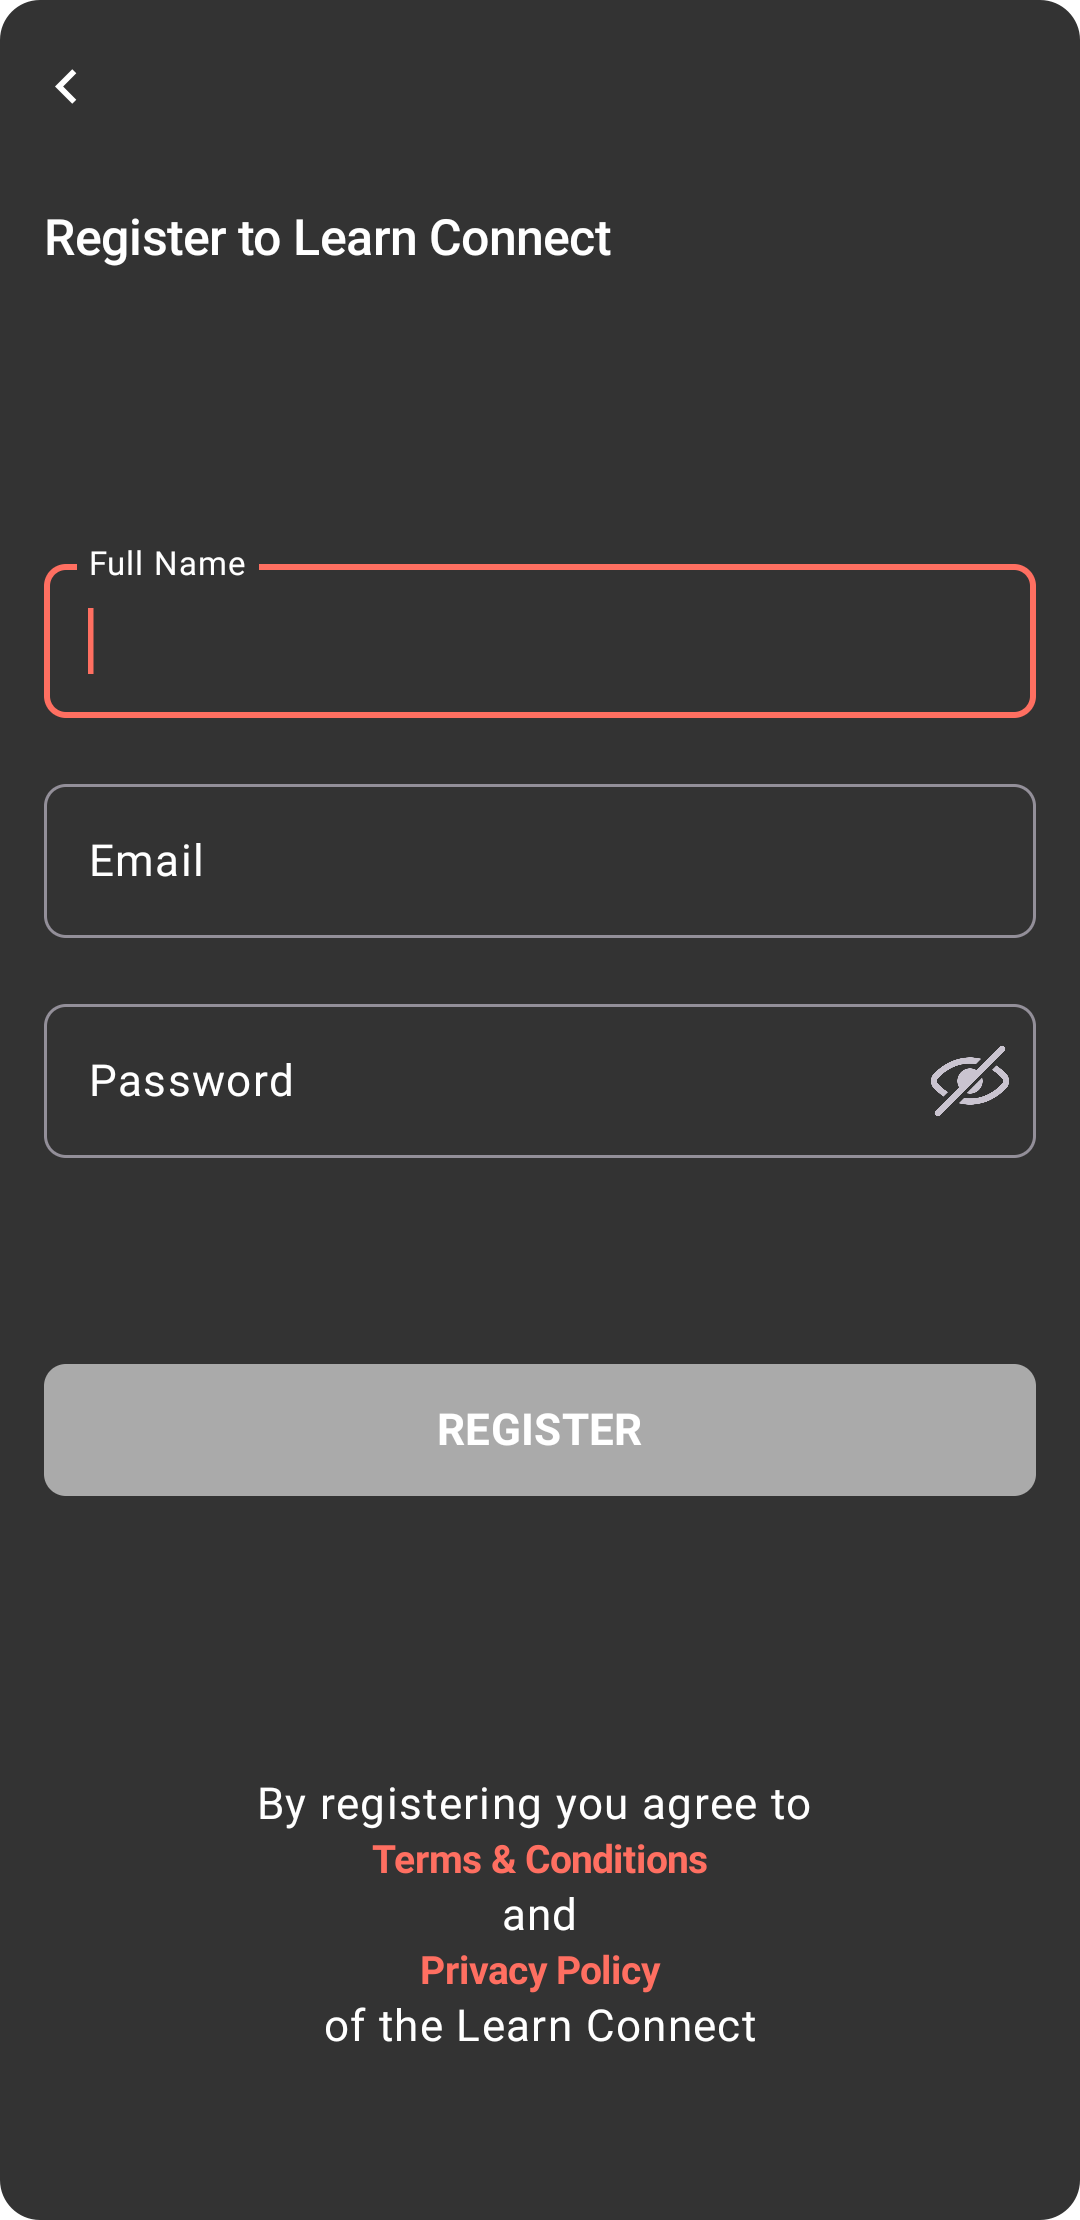 Register to Learn Connect
Full Name
Email
Password
REGISTER
By registering you agree to
Terms & Conditions
and
Privacy Policy
of the Learn Connect